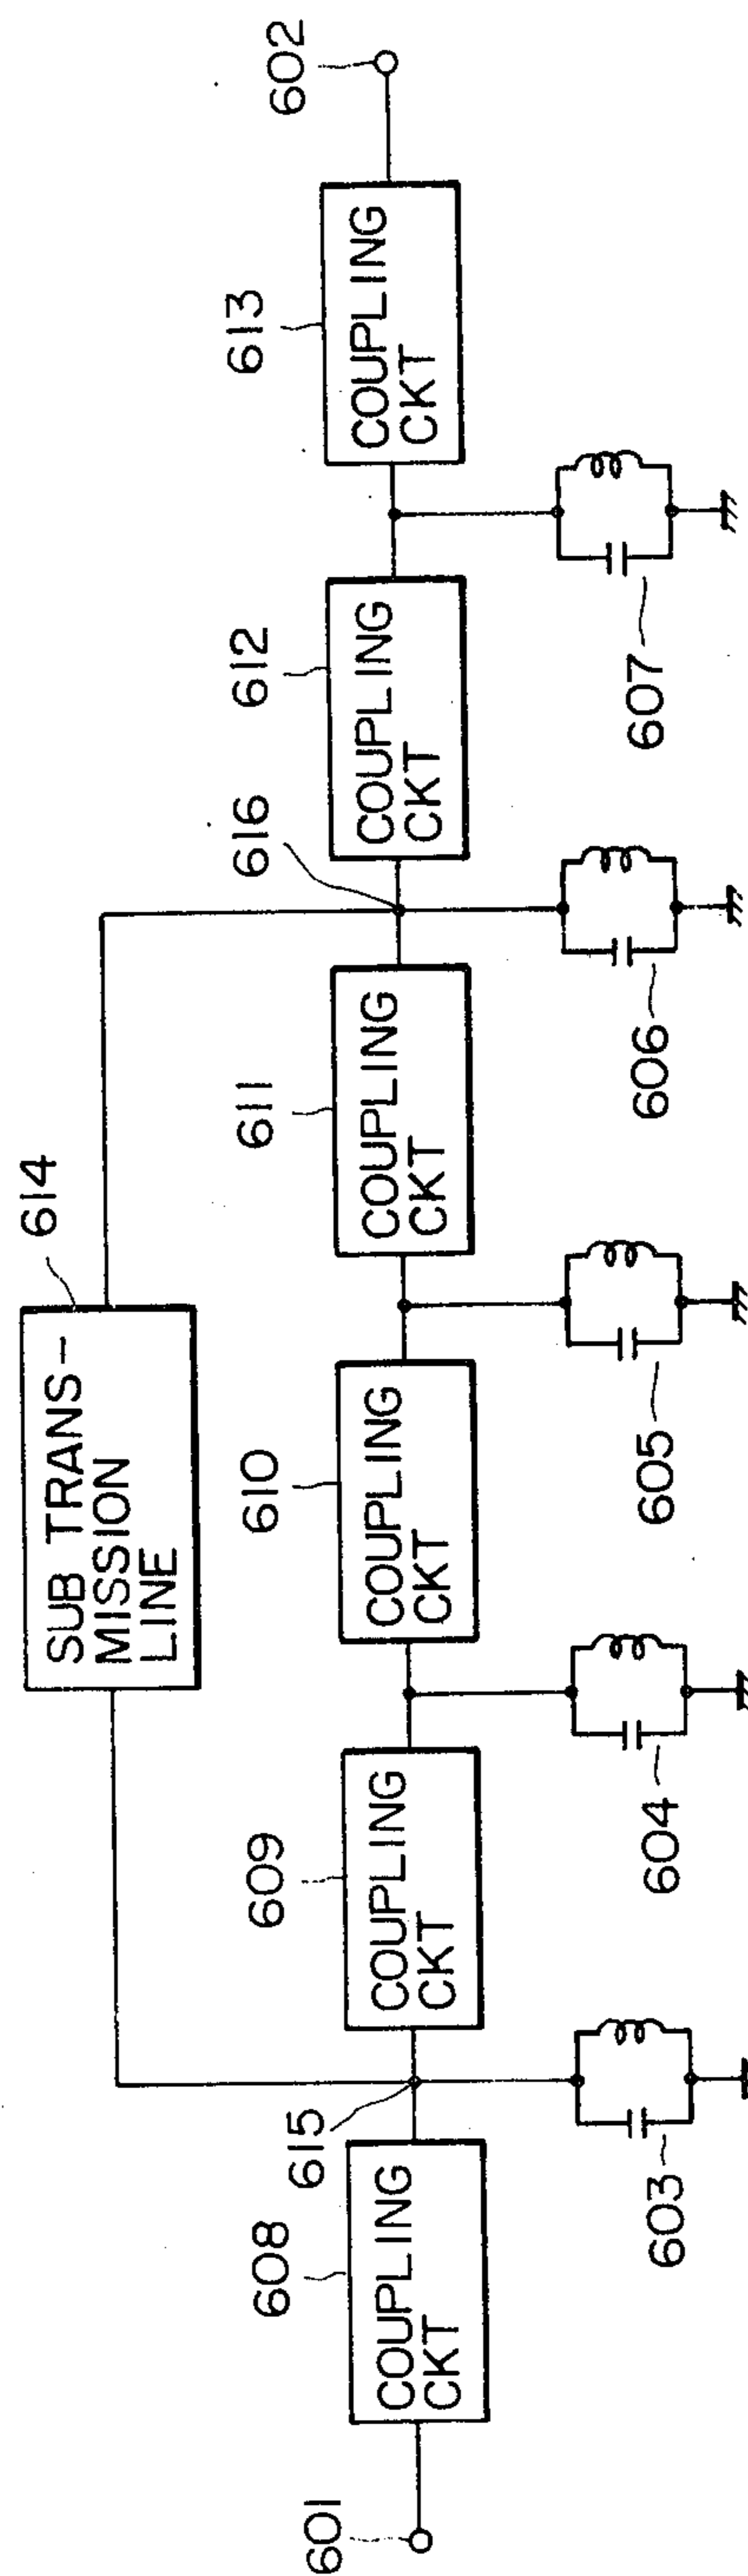 614
SUB TRANS-
MISSION
LINE
601
608
COUPLING
CKT
615
609
COUPLING
CKT
610
COUPLING
CKT
611
COUPLING
CKT
616
612
COUPLING
CKT
613
COUPLING
CKT
602
603
604
605
606
607